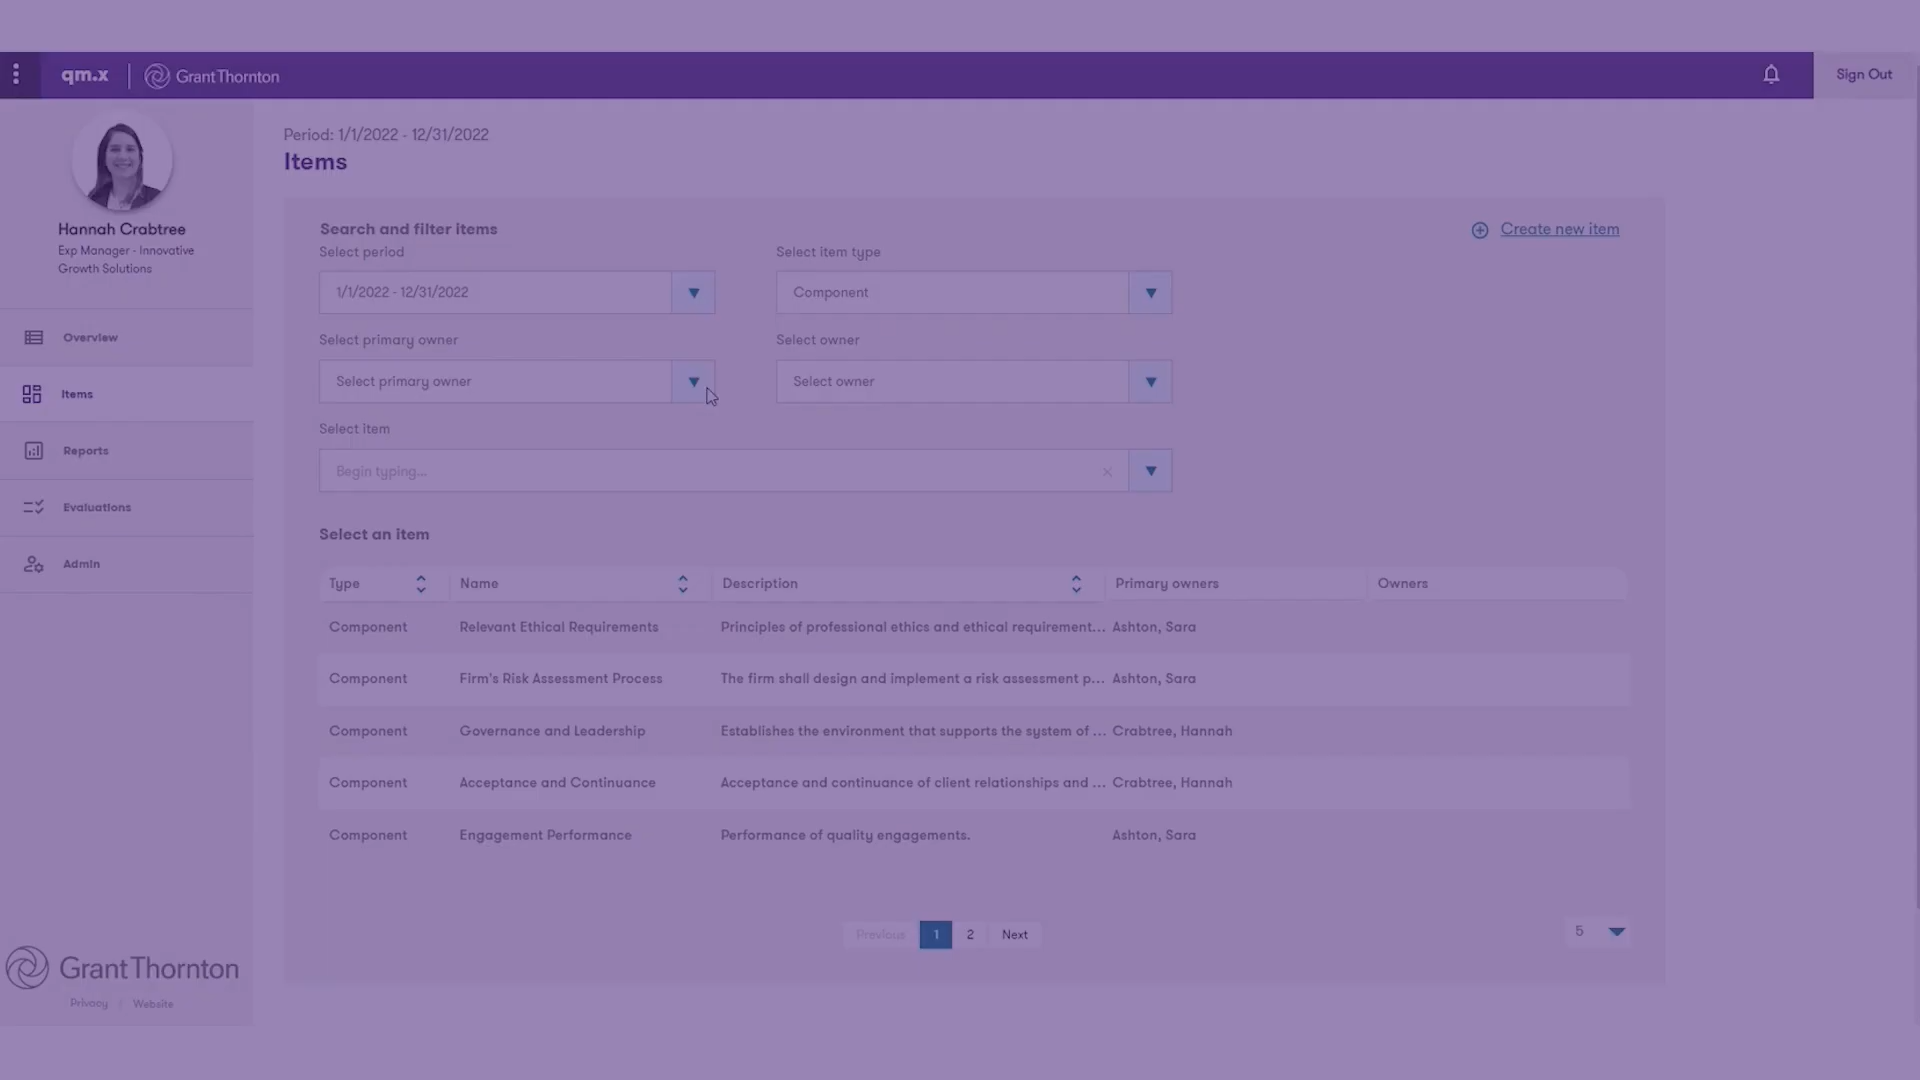 qm.x
GrantThornton
Sign Out
Hannah Crabtree
Exp Manager - Innovative
Growth Solutions
Overview
Items
Reports
Evaluations
Admin
GrantThornton
Privacy | Website
Period: 1/1/2022 - 12/31/2022
Items
Search and filter items
Create new item
Select period
Select item type
1/1/2022 - 12/31/2022
Component
Select primary owner
Select owner
Select primary owner
Select owner
Select item
Begin typing...
Select an item
Type Name Description Primary owners Owners
Component Relevant Ethical Requirements Principles of professional ethics and ethical requirement... Ashton, Sara
Component Firm's Risk Assessment Process The firm shall design and implement a risk assessment p... Ashton, Sara
Component Governance and Leadership Establishes the environment that supports the system of ... Crabtree, Hannah
Component Acceptance and Continuance Acceptance and continuance of client relationships and ... Crabtree, Hannah
Component Engagement Performance Performance of quality engagements. Ashton, Sara
Previous 1 2 Next
5